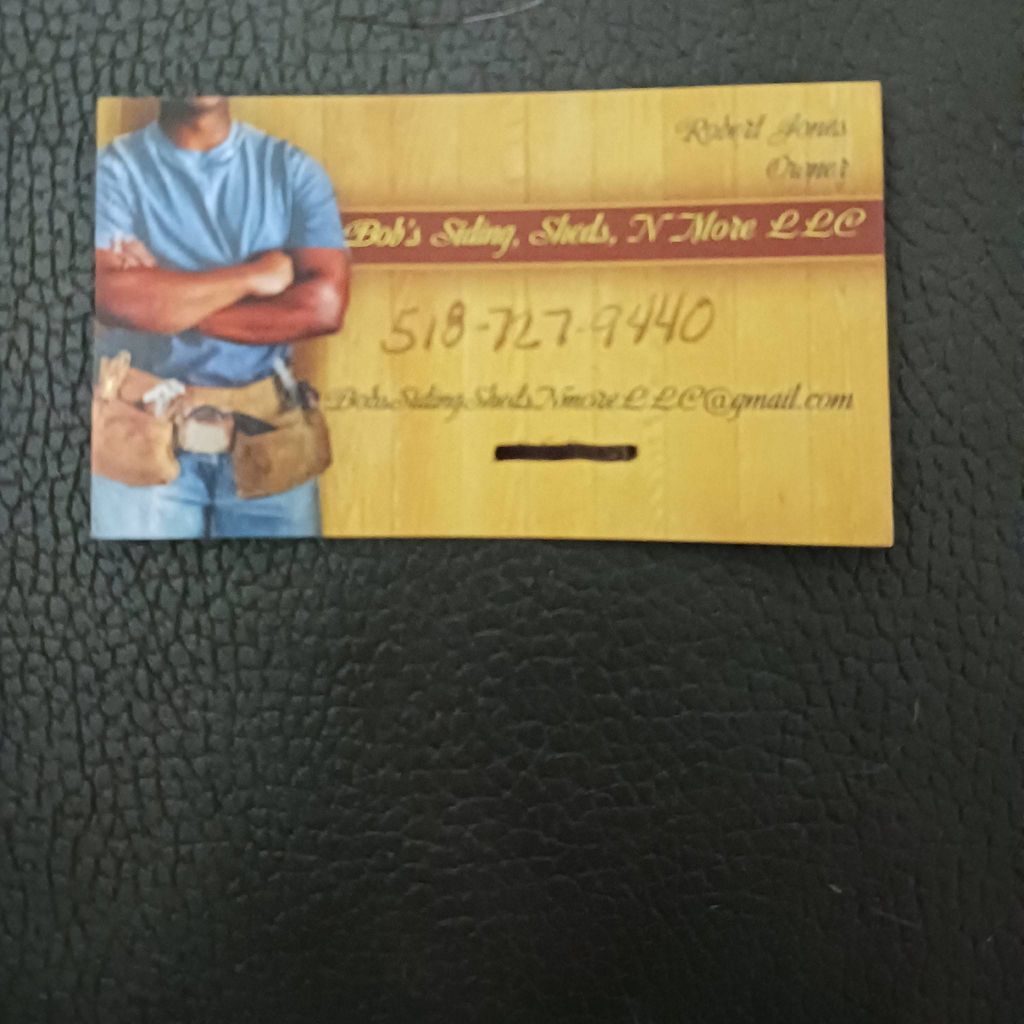 Robert Jones
Owner
Bob's Siding, Sheds, N More LLC
518-727-9440
BobsSidingShedsNmoreLLC@gmail.com